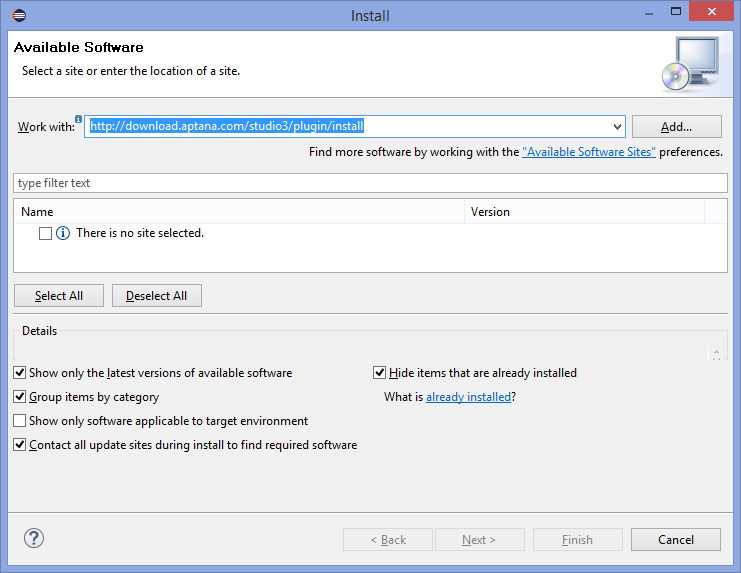 Install
Available Software
Select a site or enter the location of a site.
Work with: http://download.aptana.com/studio3/plugin/install Add...
Find more software by working with the "Available Software Sites" preferences.
type filter text
Name Version
There is no site selected.
Select All Deselect All
Details
Show only the latest versions of available software Hide items that are already installed
Group items by category What is already installed?
Show only software applicable to target environment
Contact all update sites during install to find required software
? < Back Next > Finish Cancel